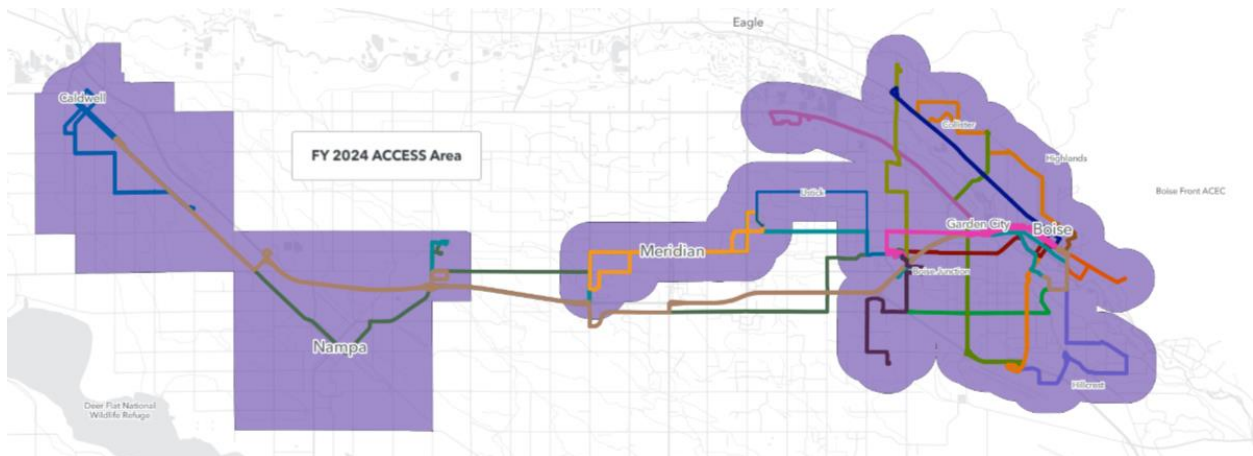 Eagle
Caldwell
Collister
FY 2024 ACCESS Area
Highlands
Boise Front ACEC
Ustick
Garden City
Boise
Meridian
Boise Junction
Nampa
Hillcrest
Deer Flat National
Wildlife Refuge